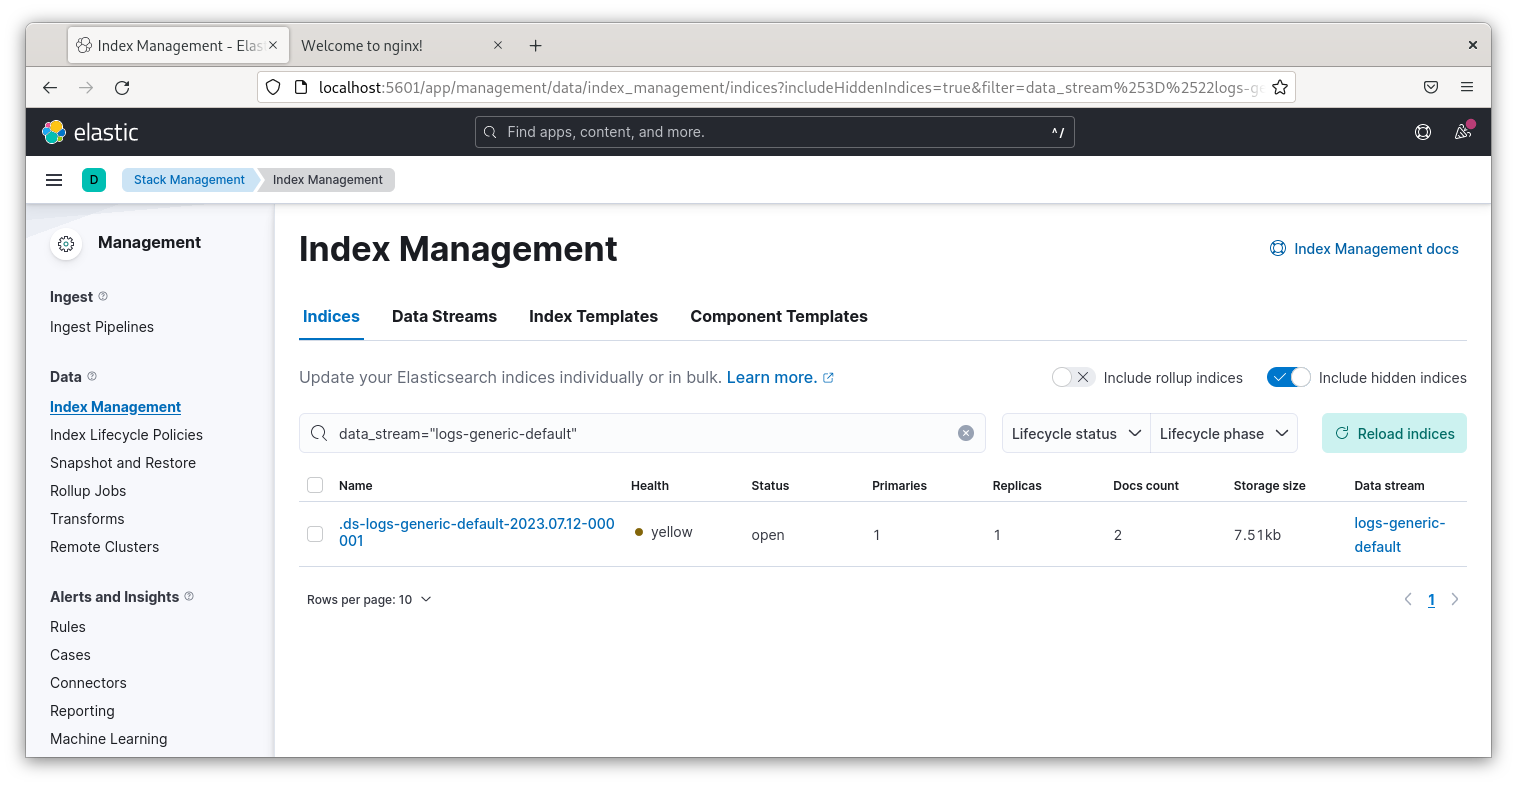 Index Management - Elas
Welcome to nginx!
localhost:5601/app/management/data/index_management/indices?includeHiddenIndices=true&filter=data_stream%253D%2522logs-ge
elastic
Find apps, content, and more.
^/
D
Stack Management
Index Management
Management
Ingest
Ingest Pipelines
Data
Index Management
Index Lifecycle Policies
Snapshot and Restore
Rollup Jobs
Transforms
Remote Clusters
Alerts and Insights
Rules
Cases
Connectors
Reporting
Machine Learning
Index Management
Index Management docs
Indices Data Streams Index Templates Component Templates
Update your Elasticsearch indices individually or in bulk. Learn more.
Include rollup indices
Include hidden indices
data_stream="logs-generic-default"
Lifecycle status
Lifecycle phase
Reload indices
Name Health Status Primaries Replicas Docs count Storage size Data stream
.ds-logs-generic-default-2023.07.12-000
001
yellow
open
1
1
2
7.51kb
logs-generic-
default
Rows per page: 10
1